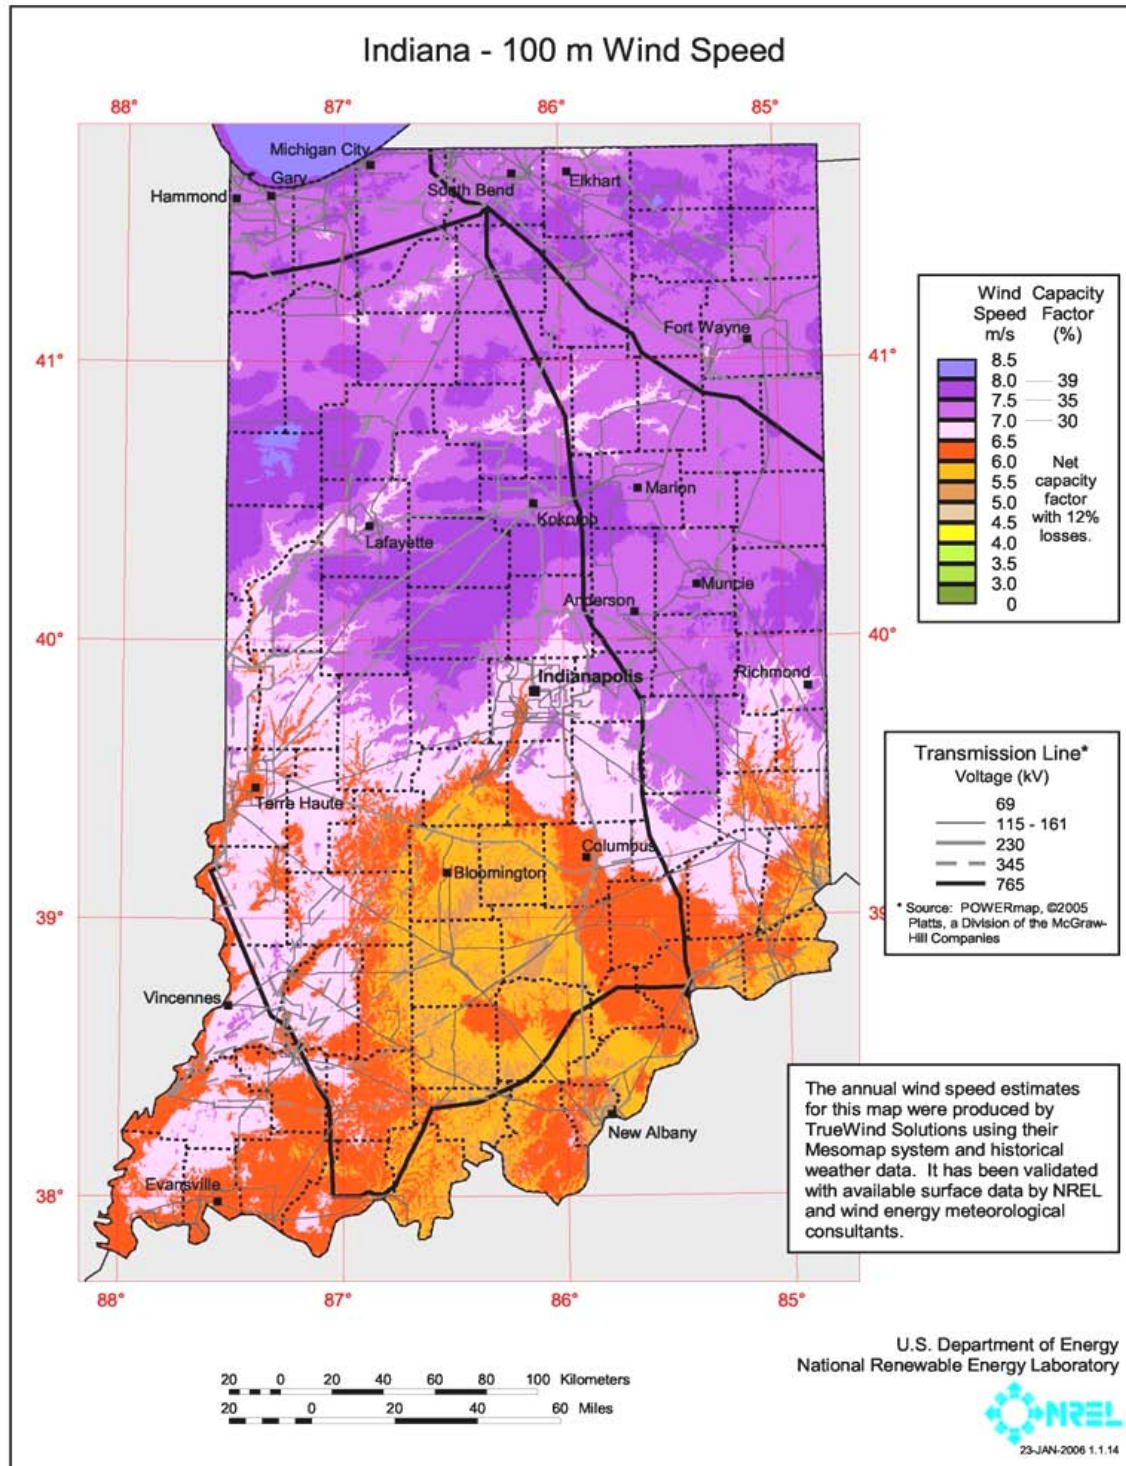 Indiana - 100 m Wind Speed
88° 87° 86° 85°
Michigan City
Gary
Hammond
South Bend
Elkhart
Fort Wayne
41° 41°
Marion
Kokomo
Lafayette
Muncie
Anderson
40° 40°
Richmond
Indianapolis
Terre Haute
Columbus
Bloomington
39° 39
Vincennes
New Albany
Evansville
38°
88° 87° 86° 85°
Wind Capacity
Speed Factor
m/s (%)
8.5
8.0 39
7.5 35
7.0 30
6.5
6.0
5.5
5.0
4.5
4.0
3.5
3.0
0
Net
capacity
factor
with 12%
losses.
Transmission Line*
Voltage (kV)
69
115 - 161
230
345
765
* Source: POWERmap, ©2005
Platts, a Division of the McGraw-
Hill Companies
The annual wind speed estimates
for this map were produced by
TrueWind Solutions using their
Mesomap system and historical
weather data. It has been validated
with available surface data by NREL
and wind energy meteorological
consultants.
U.S. Department of Energy
National Renewable Energy Laboratory
NREL
23-JAN-2006 1.1.14
20 0 20 40 60 80 100 Kilometers
20 0 20 40 60 Miles